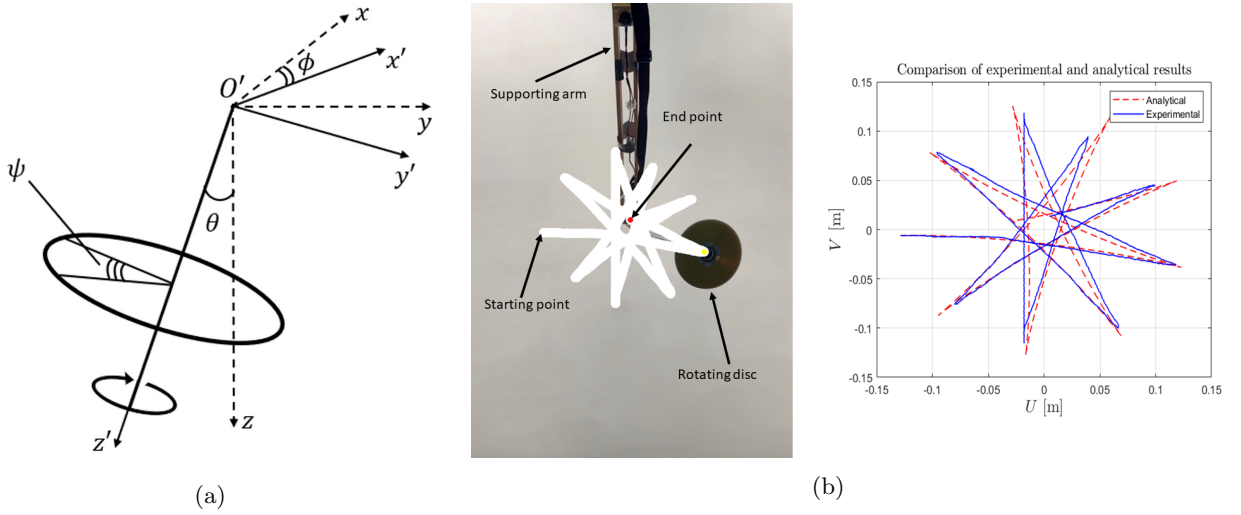 x
ϕ
x′
O′
y
y′
ψ
θ
z
z′
(a)
Supporting arm
End point
Starting point
Rotating disc
Comparison of experimental and analytical results
Analytical
Experimental
0.15
0.1
0.05
0
-0.05
-0.1
-0.15
V [m]
-0.15
-0.1
-0.05
0
0.05
0.1
0.15
U [m]
(b)